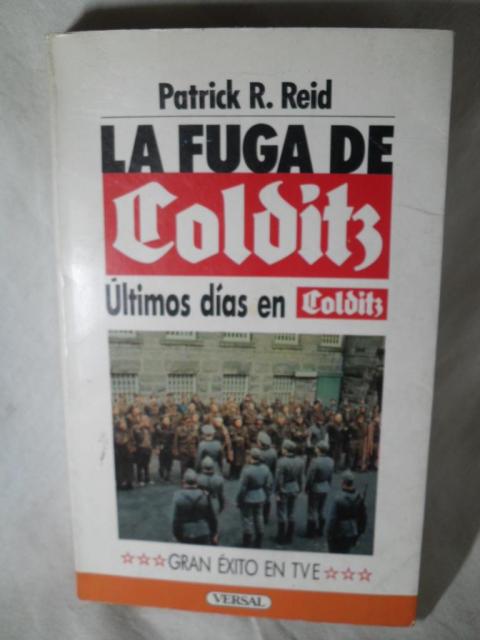 Patrick R. Reid
LA FUGA DE
Colditz
Últimos días en Colditz
☆☆☆GRAN ÉXITO EN TVE☆☆☆
VERSAL